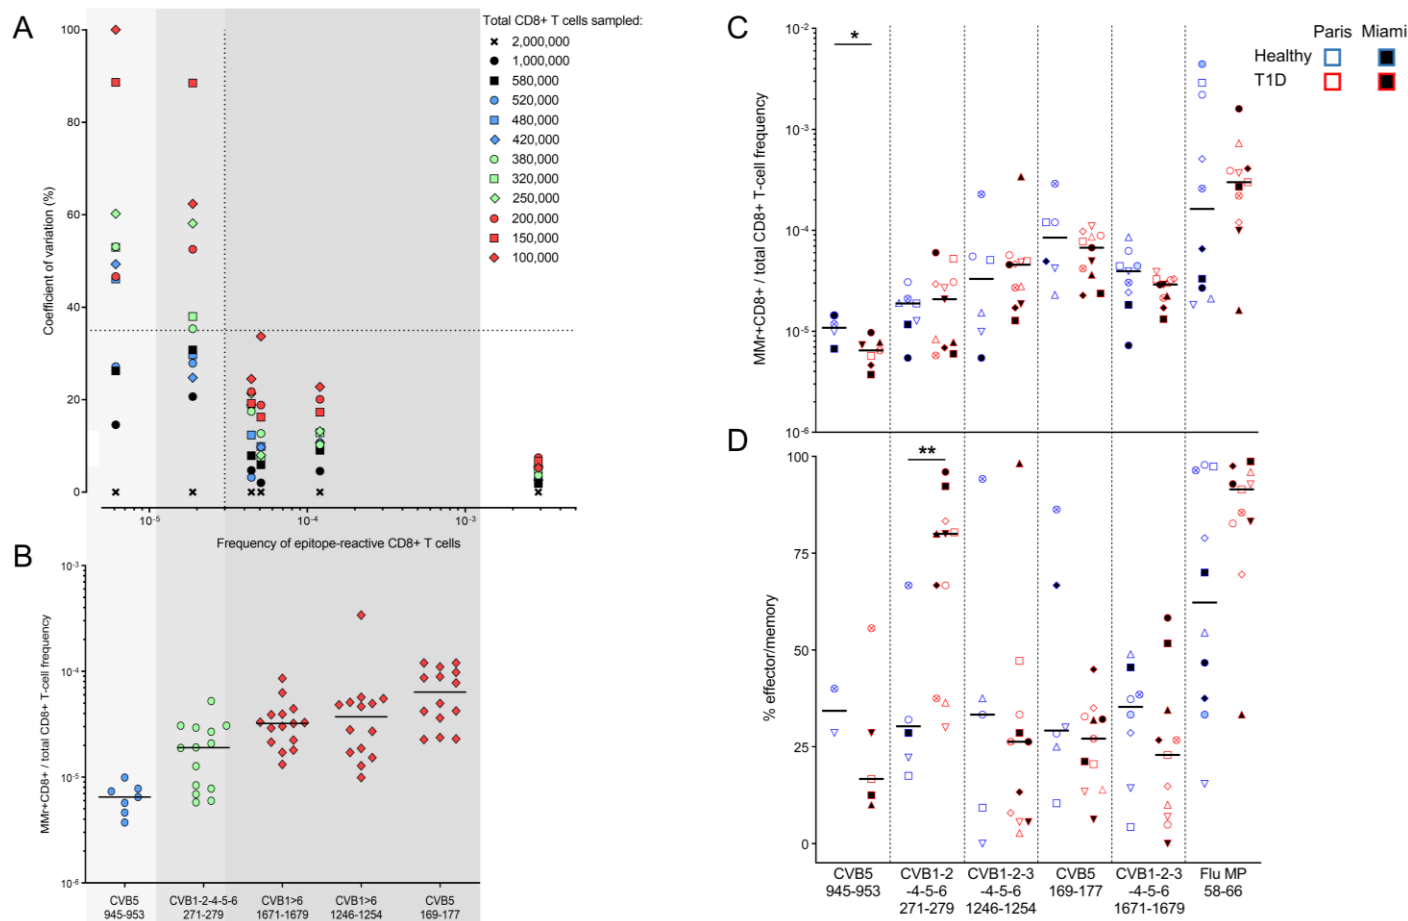 A
Total CD8+ T cells sampled:
2,000,000
1,000,000
580,000
520,000
480,000
420,000
380,000
320,000
250,000
200,000
150,000
100,000
Coefficient of variation (%)
100
80
60
40
20
0
10-5
10-4
10-3
Frequency of epitope-reactive CD8+ T cells
B
MMr+CD8+ / total CD8+ T-cell frequency
10-3
10-4
10-5
10-6
CVB5
945-953
CVB1-2-4-5-6
271-279
CVB1>6
1671-1679
CVB1>6
1246-1254
CVB5
169-177
C
Paris Miami
Healthy
T1D
MMr+CD8+ / total CD8+ T-cell frequency
10-2
10-3
10-4
10-5
10-6
*
D
% effector/memory
100
75
50
25
0
**
CVB5
945-953
CVB1-2
-4-5-6
271-279
CVB1-2-3
-4-5-6
1246-1254
CVB5
169-177
CVB1-2-3
-4-5-6
1671-1679
Flu MP
58-66